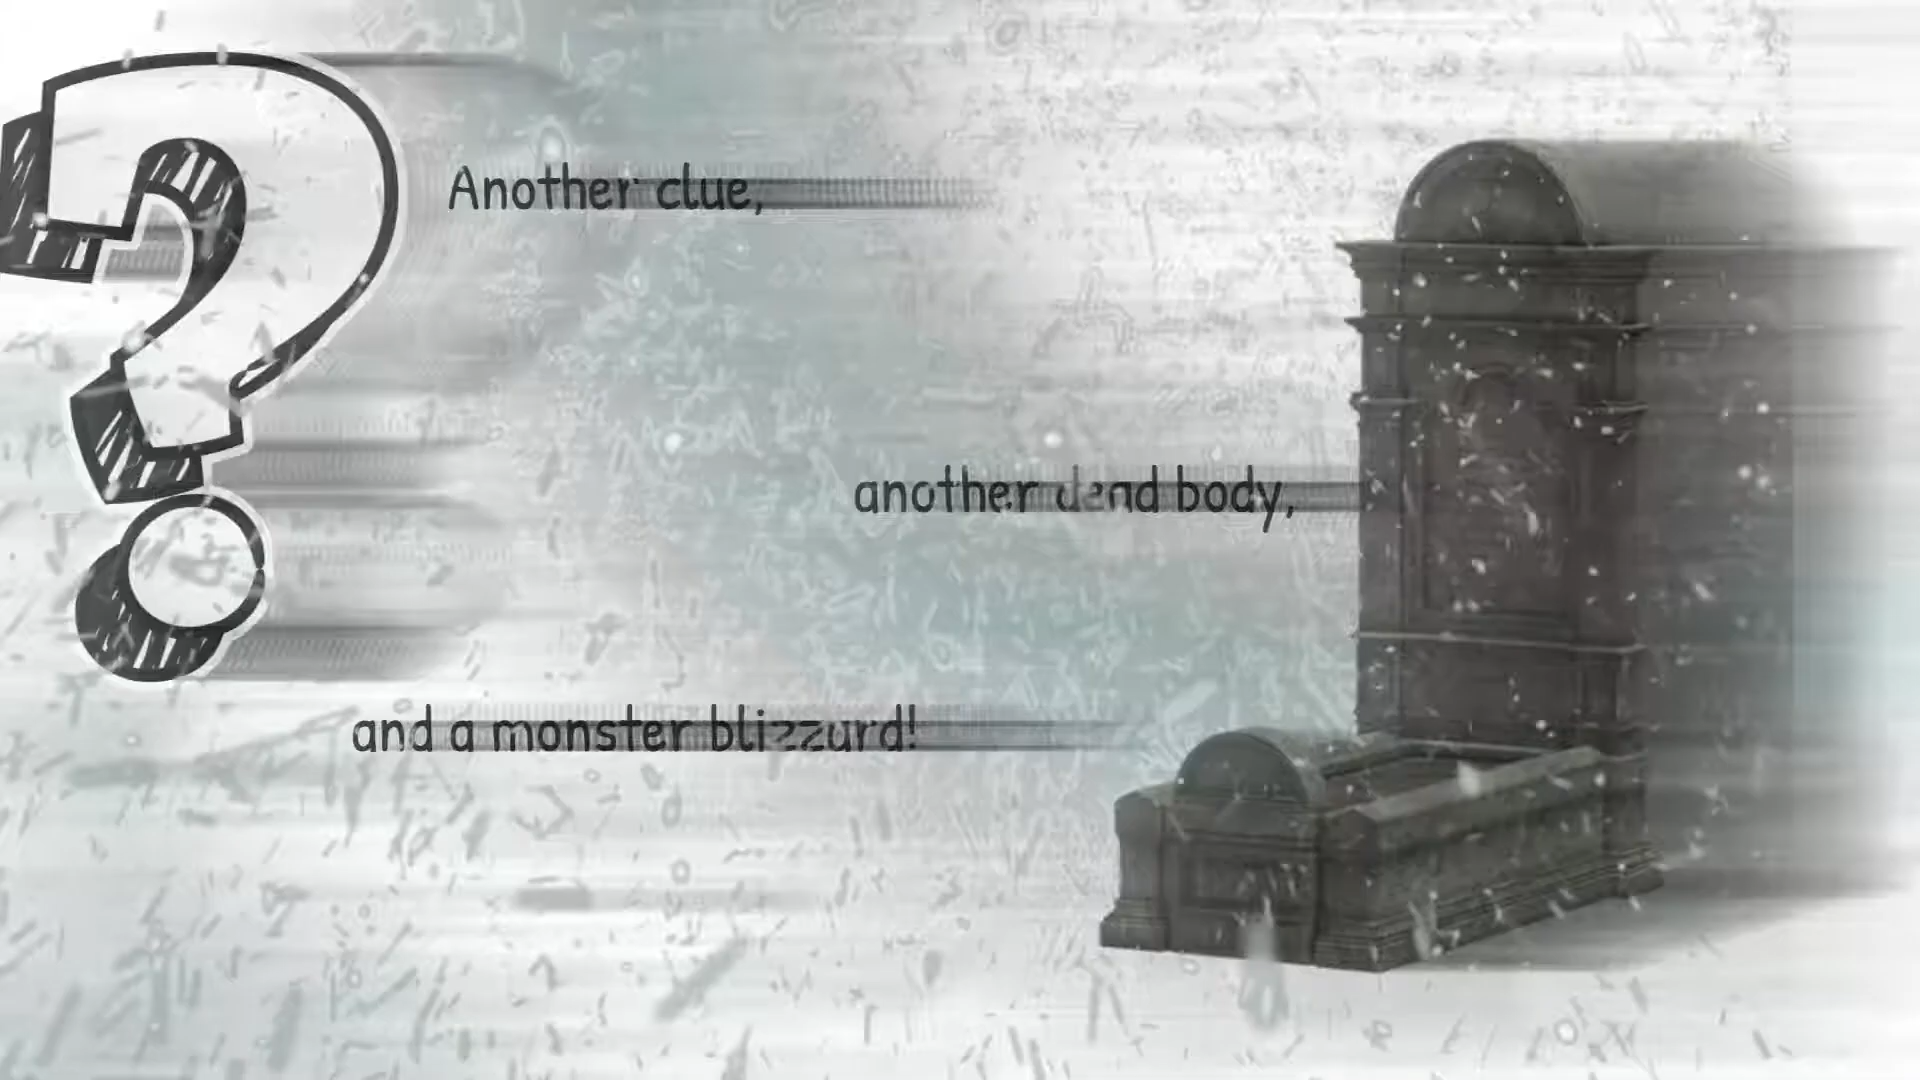 ?
Another clue,
another dead body,
and a monster blizzard!